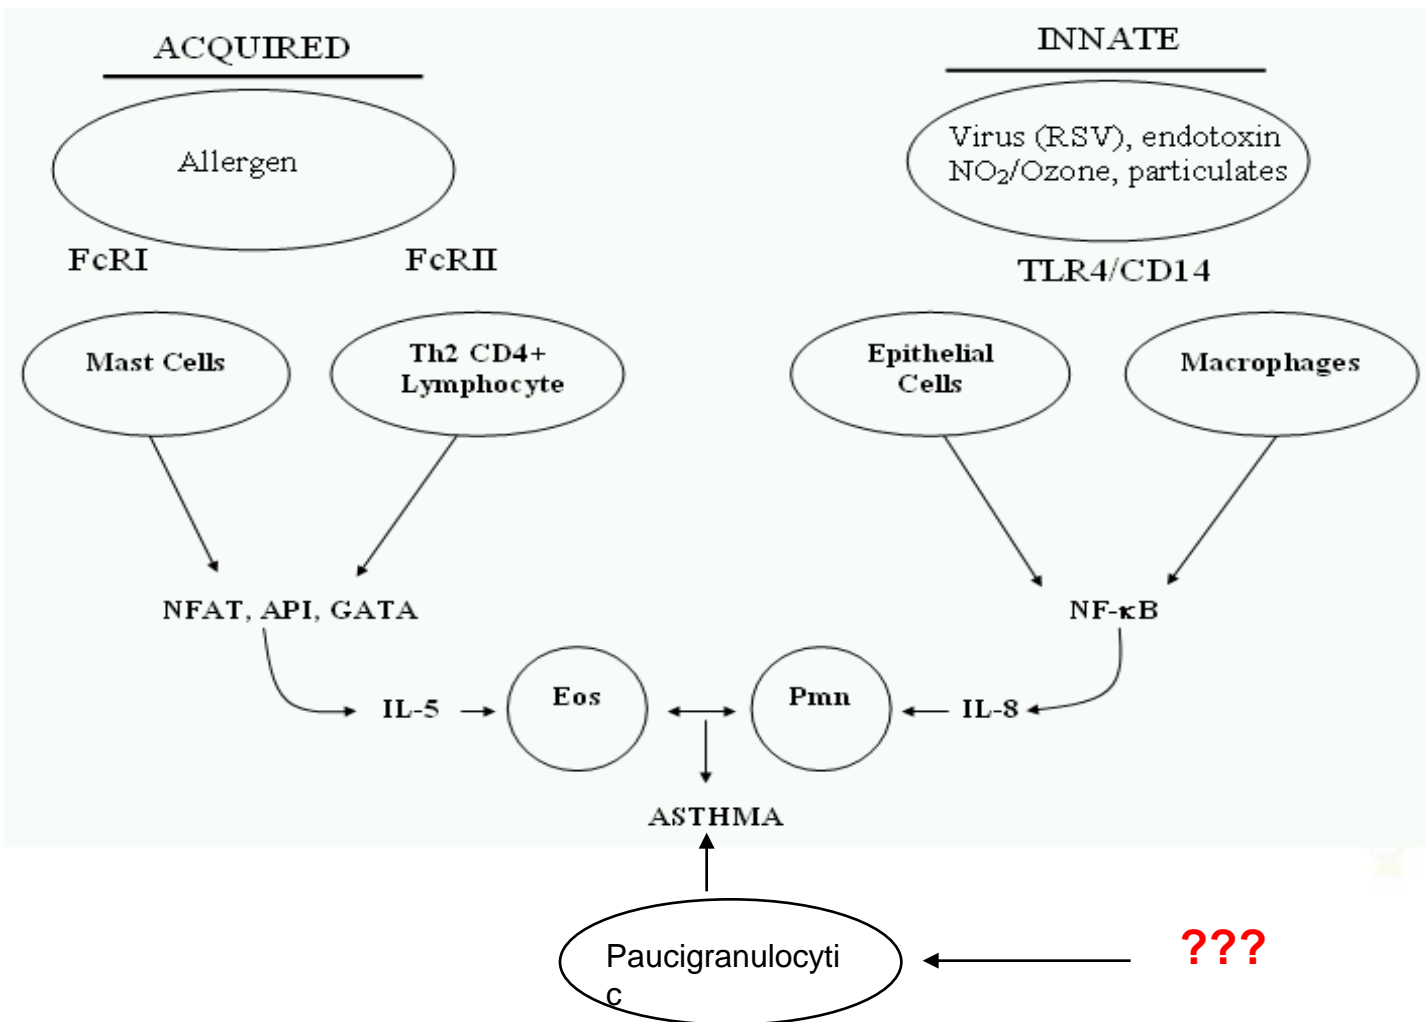 ACQUIRED
INNATE
Allergen
Virus (RSV), endotoxin
NO₂/Ozone, particulates
FcRI
FcRII
TLR4/CD14
Mast Cells
Th2 CD4+
Lymphocyte
Epithelial
Cells
Macrophages
NFAT, API, GATA
NF-κB
IL-5
Eos
Pmn
IL-8
ASTHMA
Paucigranulocyti
c
???